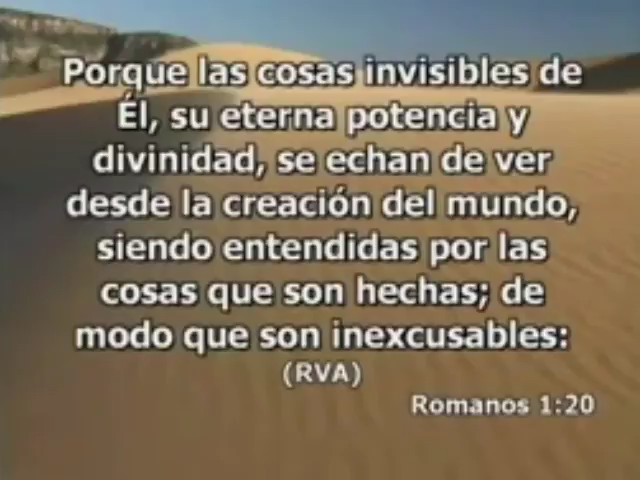 Porque las cosas invisibles de
Él, su eterna potencia y
divinidad, se echan de ver
desde la creación del mundo,
siendo entendidas por las
cosas que son hechas; de
modo que son inexcusables:
(RVA)
Romanos 1:20